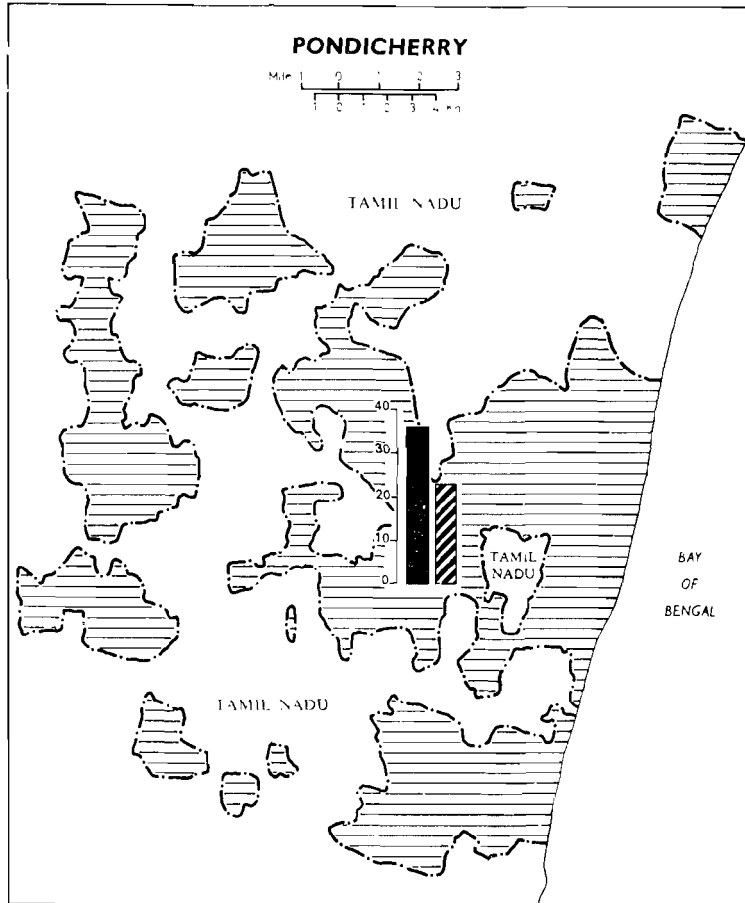 PONDICHERRY
Mile 1 0 1 2 3
1 0 1 2 3 4 Km
TAMIL NADU
40
30
20
10
0
TAMIL
NADU
BAY
OF
BENGAL
TAMIL NADU